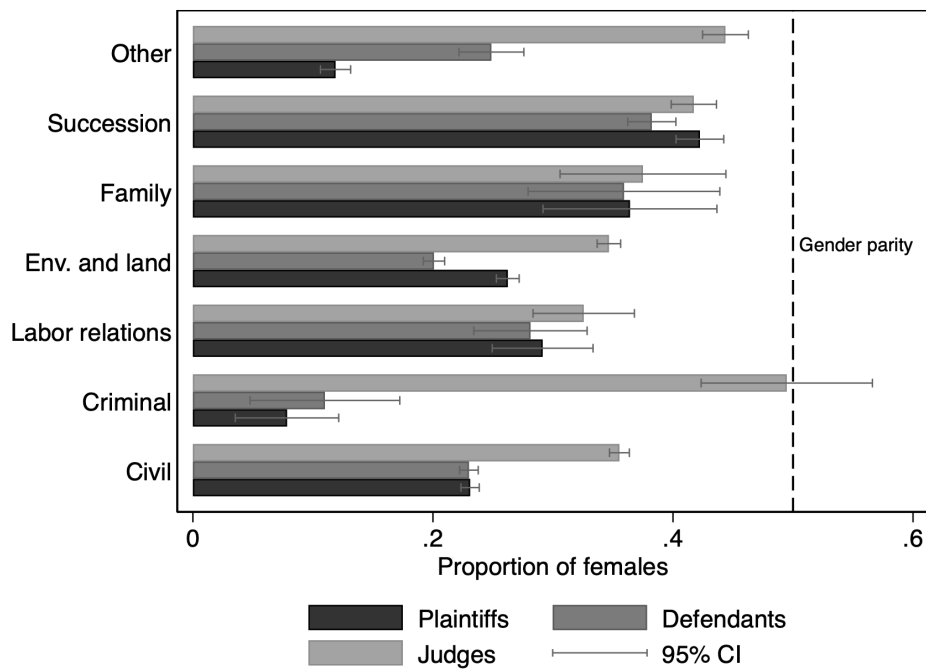 Other
Succession
Family
Env. and land
Gender parity
Labor relations
Criminal
Civil
0 .2 .4 .6
Proportion of females
Plaintiffs Defendants
Judges 95% CI